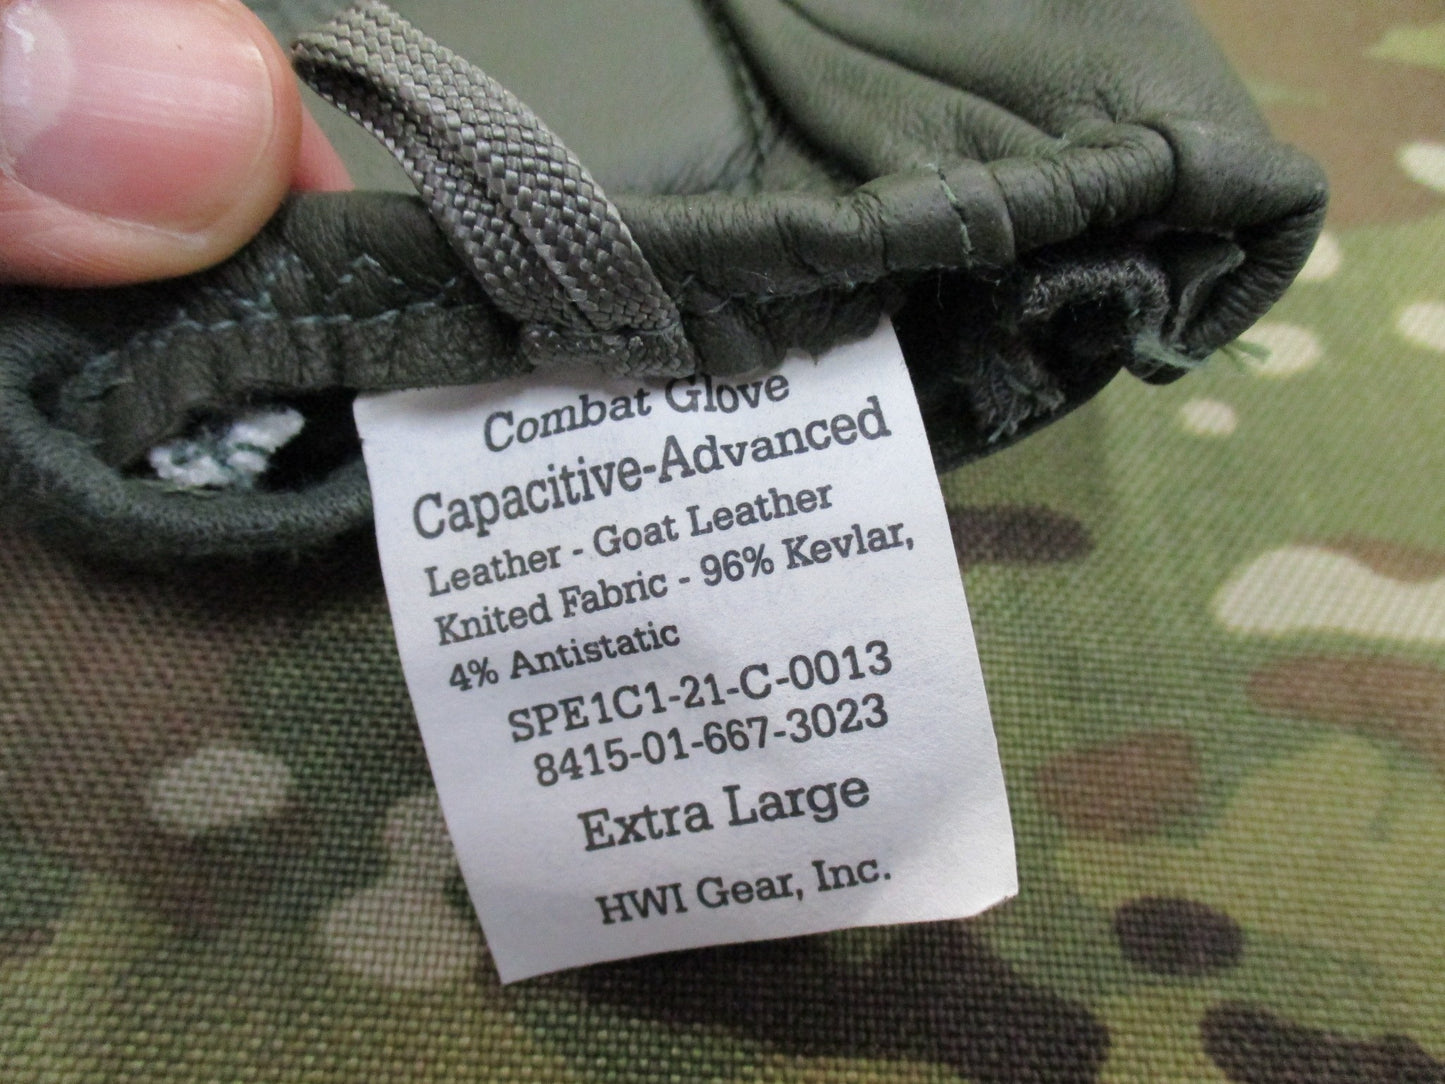 Combat Glove
Capacitive-Advanced
Leather - Goat Leather
Knited Fabric - 96% Kevlar,
4% Antistatic
SPE1C1-21-C-0013
8415-01-667-3023
Extra Large
HWI Gear, Inc.